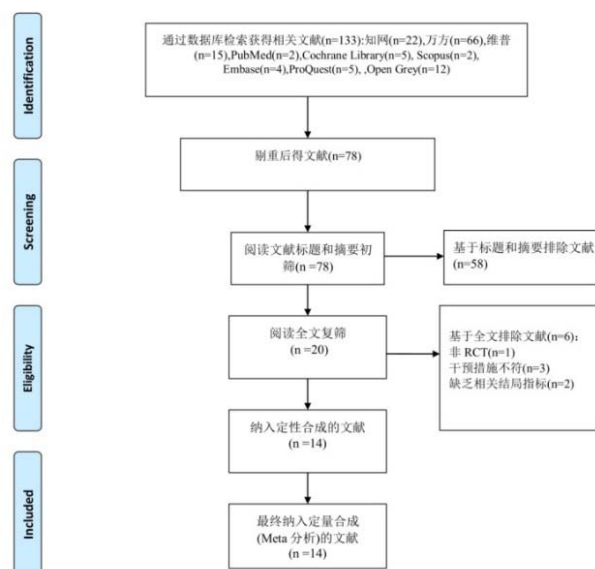 Identification
通过数据库检索获得相关文献(n=133):知网(n=22),万方(n=66),维普
(n=15),PubMed(n=2),Cochrane Library(n=5), Scopus(n=2),
Embase(n=4),ProQuest(n=5), ,Open Grey(n=12)
剔重后得文献(n=78)
Screening
阅读文献标题和摘要初
筛(n =78)
基于标题和摘要排除文献
(n=58)
Eligibility
阅读全文复筛
(n =20)
基于全文排除文献(n=6)：
非 RCT(n=1)
干预措施不符(n=3)
缺乏相关结局指标(n=2)
纳入定性合成的文献
(n =14)
Included
最终纳入定量合成
(Meta 分析)的文献
(n =14)